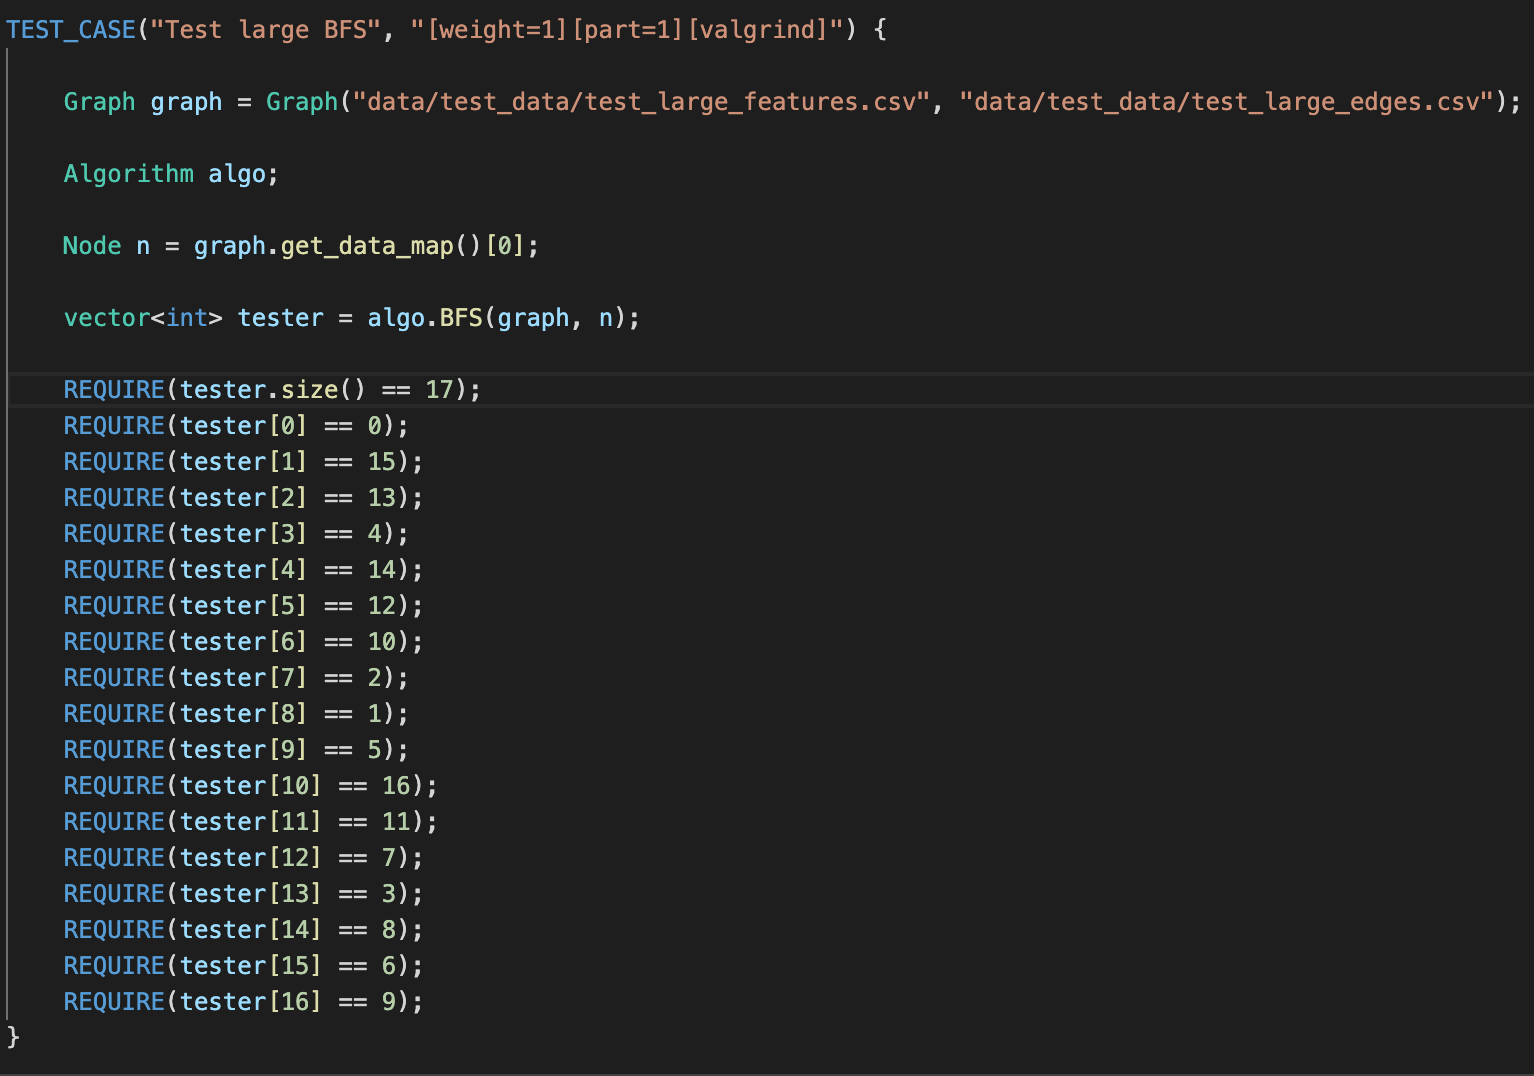 TEST_CASE("Test large BFS", "[weight=1][part=1][valgrind]") {
Graph graph = Graph("data/test_data/test_large_features.csv", "data/test_data/test_large_edges.csv");
Algorithm algo;
Node n = graph.get_data_map()[0];
vector<int> tester = algo.BFS(graph, n);
REQUIRE(tester.size() == 17);
REQUIRE(tester[0] == 0);
REQUIRE(tester[1] == 15);
REQUIRE(tester[2] == 13);
REQUIRE(tester[3] == 4);
REQUIRE(tester[4] == 14);
REQUIRE(tester[5] == 12);
REQUIRE(tester[6] == 10);
REQUIRE(tester[7] == 2);
REQUIRE(tester[8] == 1);
REQUIRE(tester[9] == 5);
REQUIRE(tester[10] == 16);
REQUIRE(tester[11] == 11);
REQUIRE(tester[12] == 7);
REQUIRE(tester[13] == 3);
REQUIRE(tester[14] == 8);
REQUIRE(tester[15] == 6);
REQUIRE(tester[16] == 9);
}